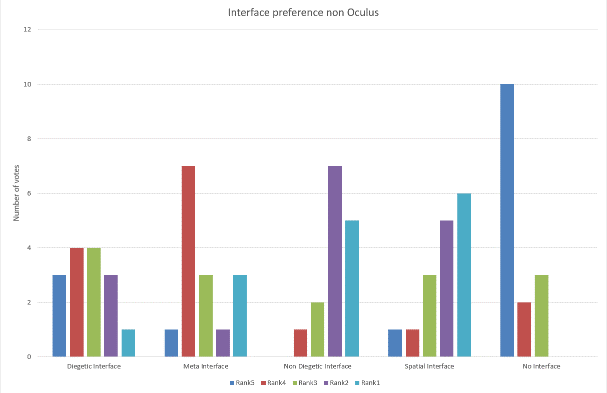 Interface preference non Oculus
12
10
8
6
4
2
0
Number of votes
Diegetic Interface
Meta Interface
Non Diegetic Interface
Spatial Interface
No Interface
Rank5 Rank4 Rank3 Rank2 Rank1